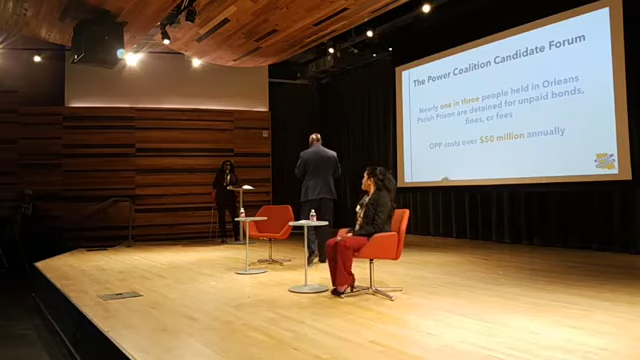 The Power Coalition Candidate Forum
Nearly one in three people held in Orleans
Parish Prison are detained for unpaid bonds,
fines, or fees
OPP costs over $50 million annually